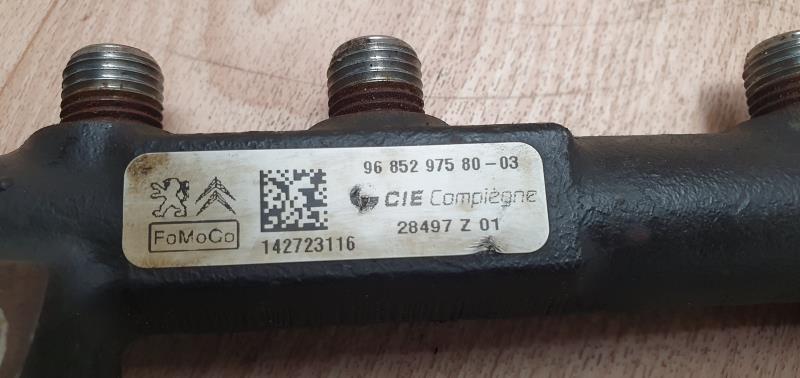 96 852 975 80-03
CIE Compiègne
28497 Z 01
FoMoCo
142723116